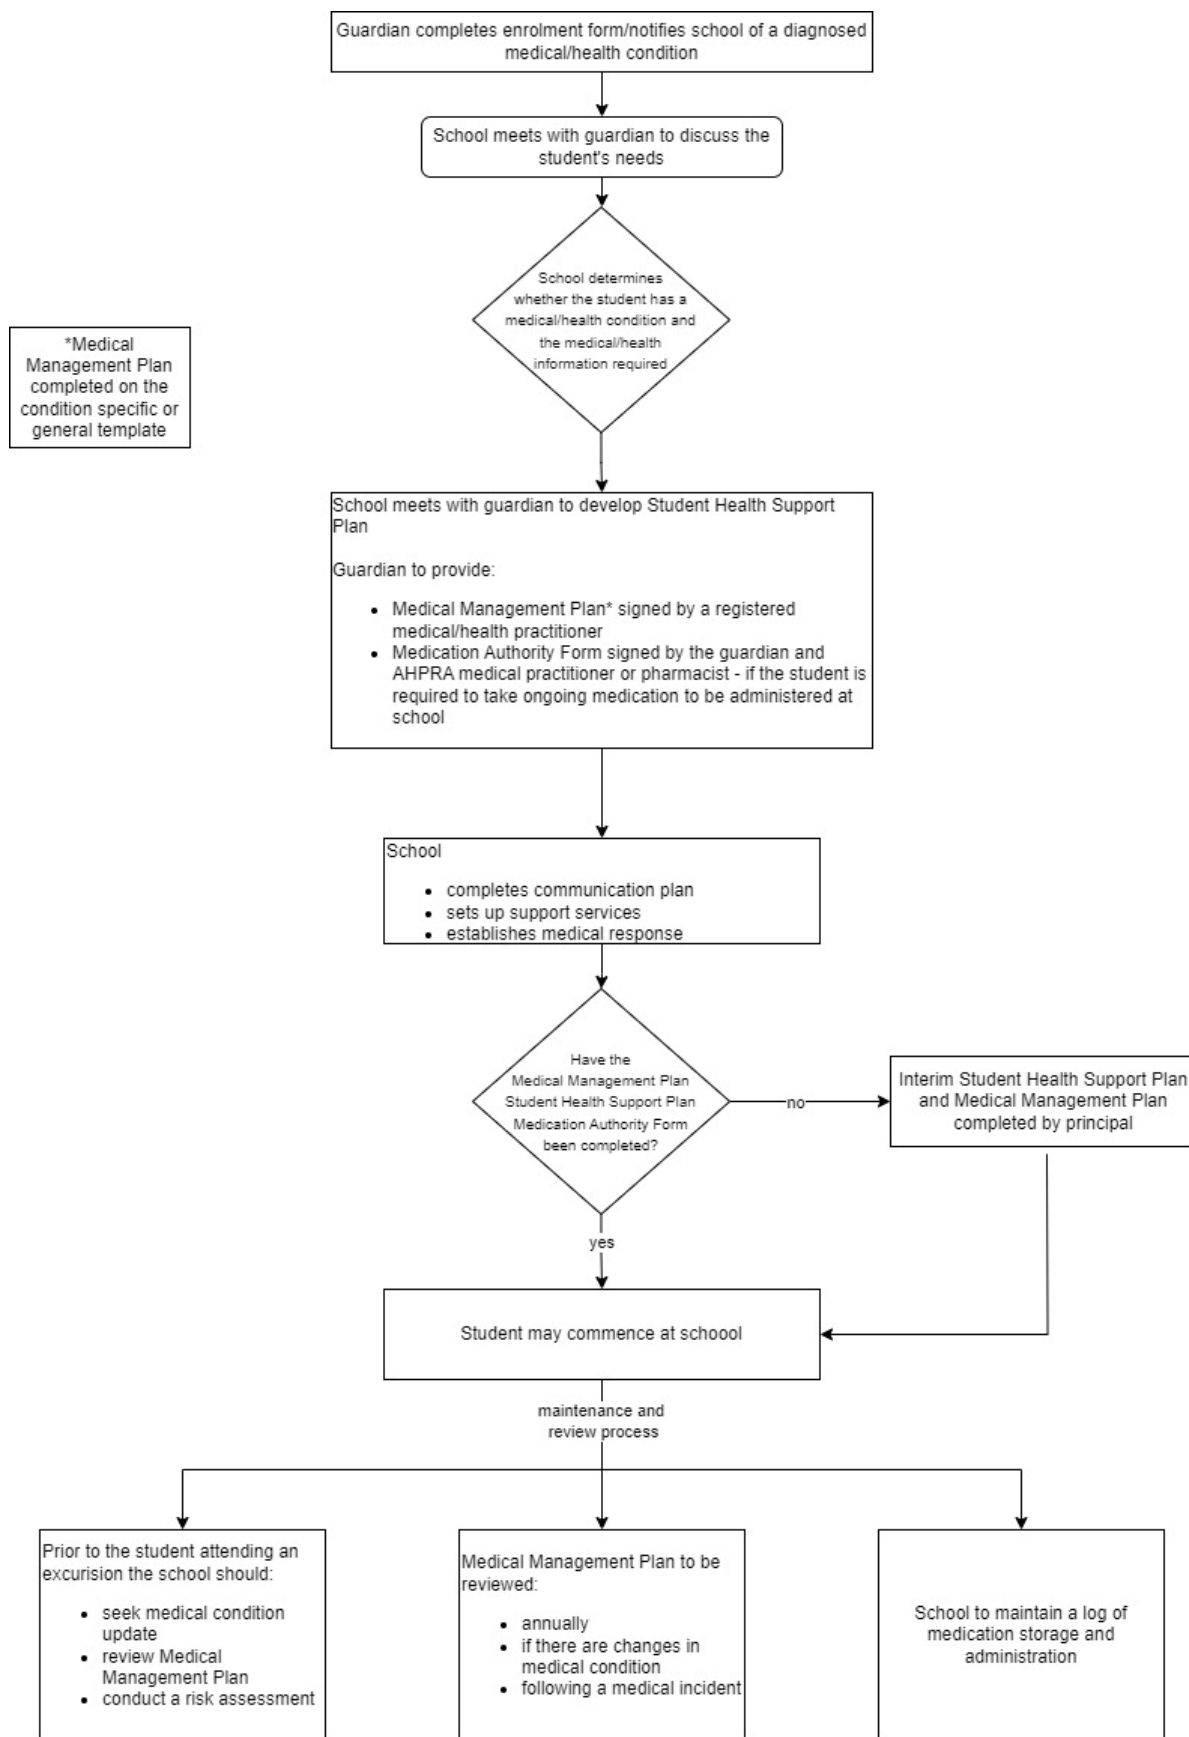 Guardian completes enrolment form/notifies school of a diagnosed
medical/health condition
School meets with guardian to discuss the
student's needs
School determines
whether the student has a
medical/health condition and
the medical/health
information required
*Medical
Management Plan
completed on the
condition specific or
general template
School meets with guardian to develop Student Health Support
Plan
Guardian to provide:
• Medical Management Plan* signed by a registered
medical/health practitioner
• Medication Authority Form signed by the guardian and
AHPRA medical practitioner or pharmacist - if the student is
required to take ongoing medication to be administered at
school
School
• completes communication plan
• sets up support services
• establishes medical response
Have the
Medical Management Plan
Student Health Support Plan
Medication Authority Form
been completed?
no
Interim Student Health Support Plan
and Medical Management Plan
completed by principal
yes
Student may commence at schoool
maintenance and
review process
Prior to the student attending an
excurision the school should:
• seek medical condition
update
• review Medical
Management Plan
• conduct a risk assessment
Medical Management Plan to be
reviewed:
• annually
• if there are changes in
medical condition
• following a medical incident
School to maintain a log of
medication storage and
administration